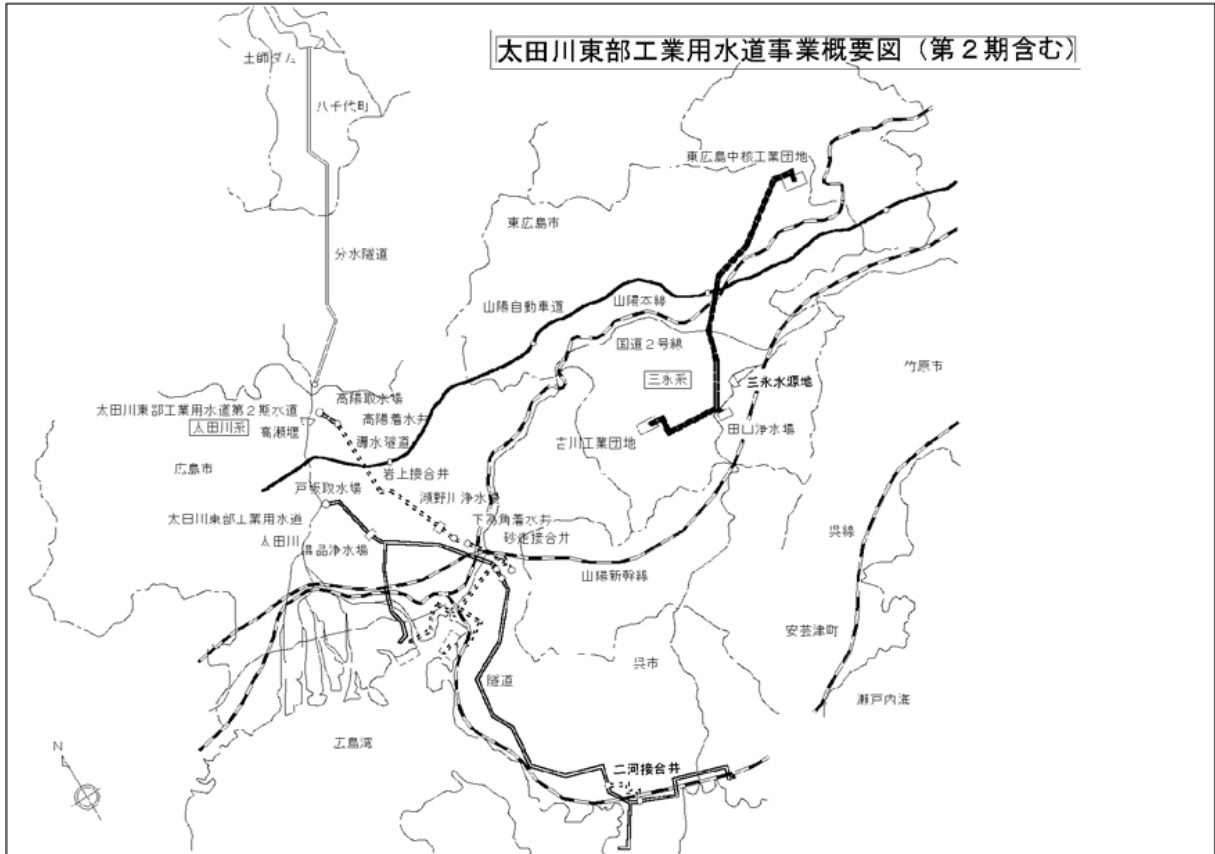 太田川東部工業用水道事業概要図（第２期含む）
土師ダム
八千代町
東広島中核工業団地
東広島市
分水隧道
山陽自動車道
山陽本線
国道２号線
三永系
三永水源地
竹原市
高陽取水場
太田川東部工業用水道第２期水道
高陽着水井
太田川系
高瀬堰
導水隧道
吉川工業団地
田口浄水場
広島市
岩上接合井
戸坂取水場
瀬野川浄水場
太田川東部工業用水道
下為角着水井
太田川
砂走接合井
温品浄水場
呉線
山陽新幹線
安芸津町
呉市
隧道
瀬戸内海
広島湾
二河接合井
N